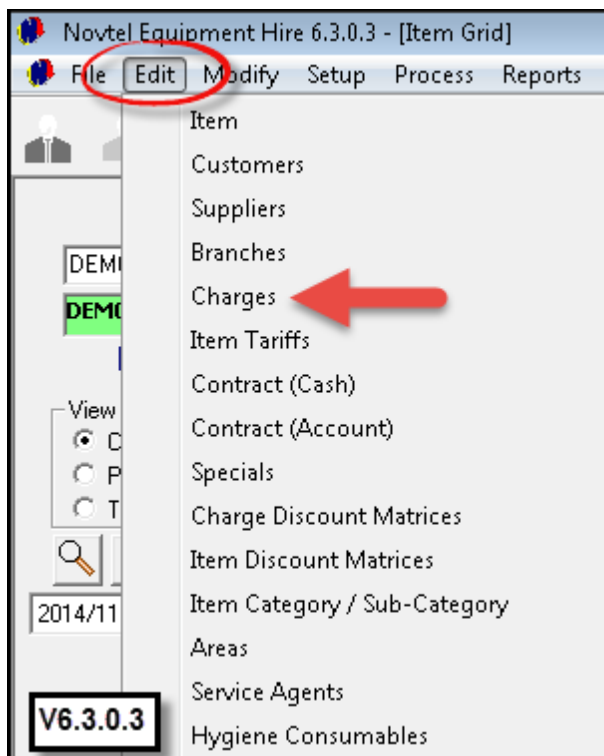 Novtel Equipment Hire 6.3.0.3 - [Item Grid]
File Edit Modify Setup Process Reports
Item
Customers
Suppliers
Branches
DEMO
Charges
DEMO
Item Tariffs
Contract (Cash)
View
Contract (Account)
C
P
Specials
T
Charge Discount Matrices
Item Discount Matrices
2014/11
Item Category / Sub-Category
Areas
Service Agents
V6.3.0.3
Hygiene Consumables